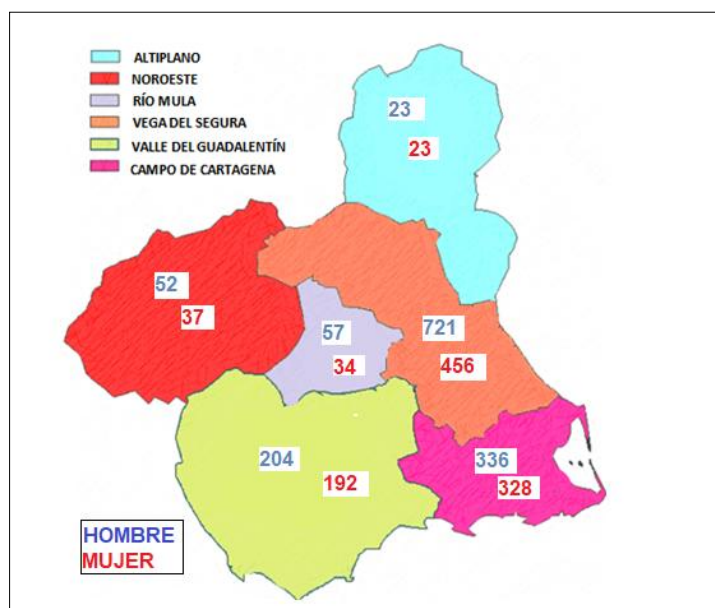 ALTIPLANO
NOROESTE
RÍO MULA
VEGA DEL SEGURA
VALLE DEL GUADALENTÍN
CAMPO DE CARTAGENA
23
23
52
37
57
34
721
456
204
192
336
328
HOMBRE
MUJER